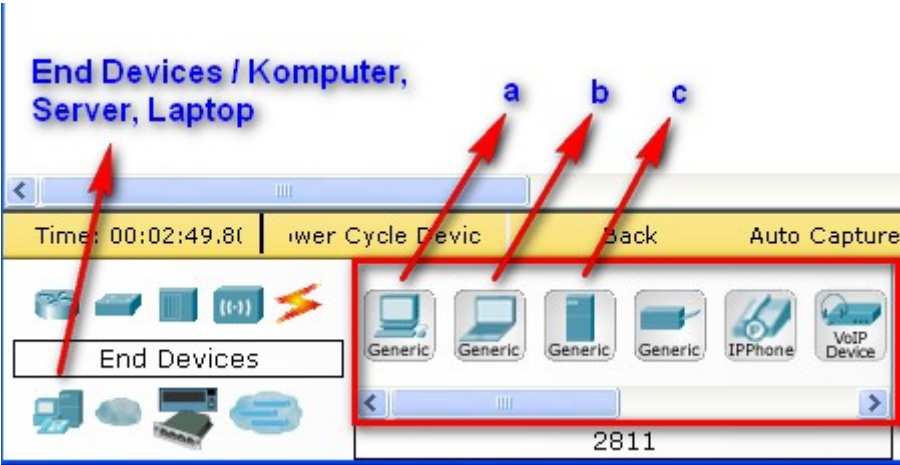 End Devices / Komputer,
Server, Laptop
a b c
Time: 00:02:49.8( wer Cycle Devic Back Auto Capture
Generic Generic Generic Generic IPPhone VoIP
Device
End Devices
2811